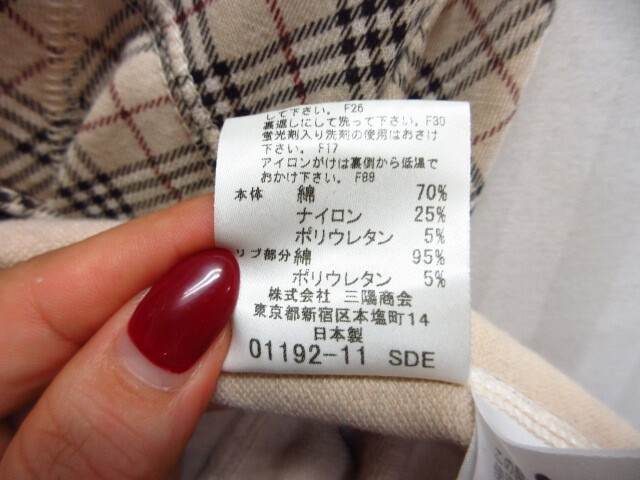 して下さい。 F26
裏返しにして洗って下さい。 F30
蛍光剤入り洗剤の使用はおさけ
下さい。 F17
アイロンがけは裏側から低温で
おかけ下さい。 F89
本体 綿 70%
ナイロン 25%
ポリウレタン 5%
リブ部分 綿 95%
ポリウレタン 5%
株式会社 三陽商会
東京都新宿区本塩町14
日本製
01192-11 SDE